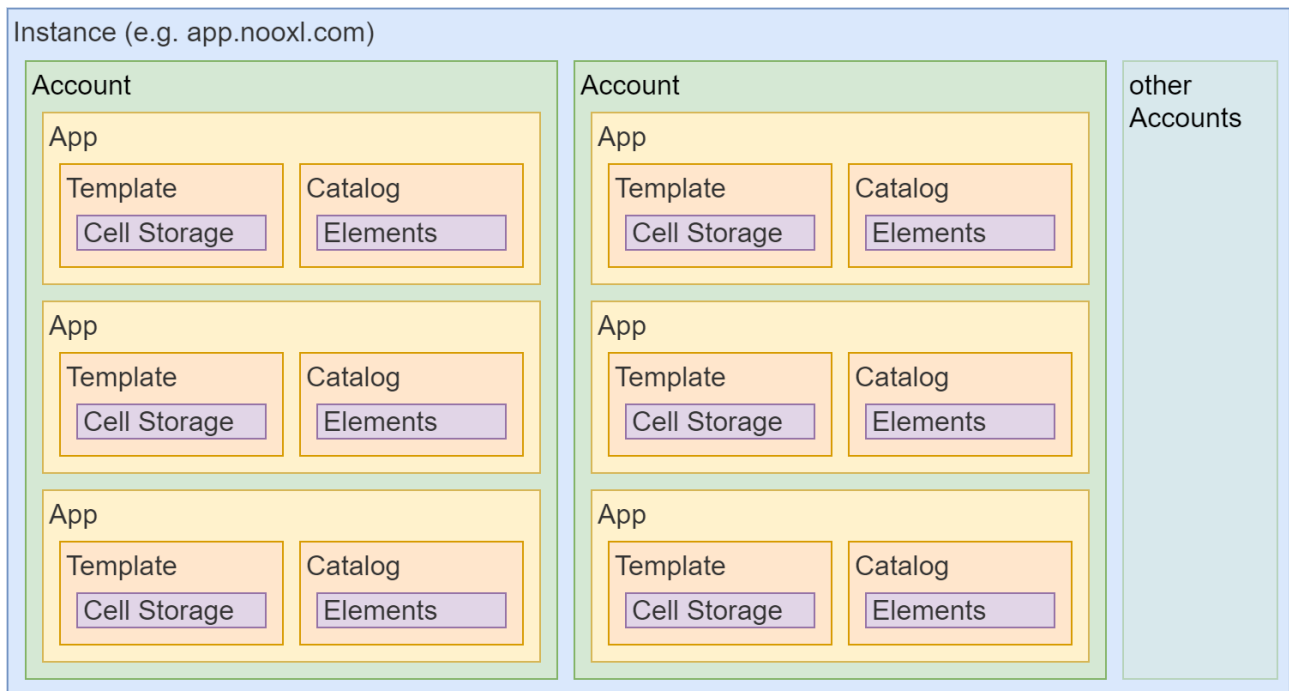 Instance (e.g. app.nooxl.com)
Account
App
Template
Cell Storage
Catalog
Elements
App
Template
Cell Storage
Catalog
Elements
App
Template
Cell Storage
Catalog
Elements
Account
App
Template
Cell Storage
Catalog
Elements
App
Template
Cell Storage
Catalog
Elements
App
Template
Cell Storage
Catalog
Elements
other
Accounts